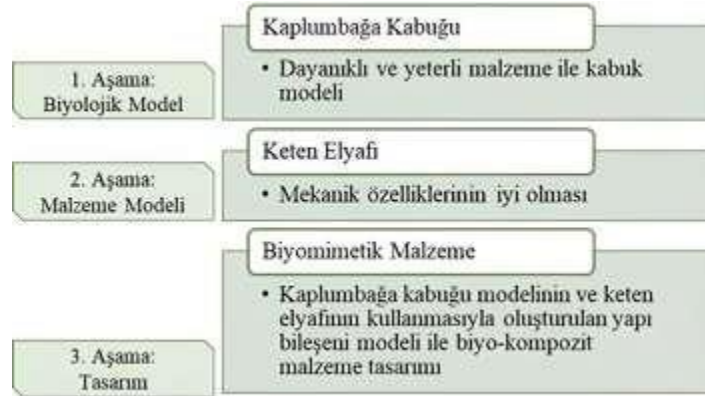 Kaplumbağa Kabuğu
1. Aşama:
Biyolojik Model
• Dayanıklı ve yeterli malzeme ile kabuk
modeli
Keten Elyafi
2. Aşama:
Malzeme Modeli
• Mekanik özelliklerinin iyi olması
Biyomimetik Malzeme
3. Aşama:
Tasarım
• Kaplumbağa kabuğu modelinin ve keten
elyafının kullanmasıyla oluşturulan yapı
bileşeni modeli ile biyo-kompozit
malzeme tasarımı